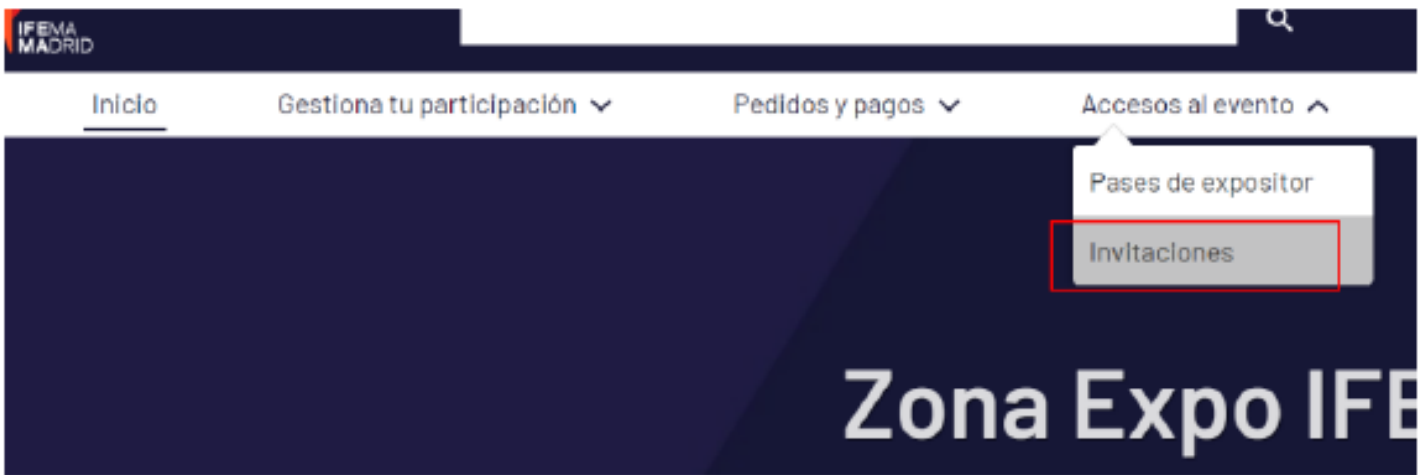 IFEMA
MADRID
Inicio
Gestiona tu participación
Pedidos y pagos
Accesos al evento
Pases de expositor
Invitaciones
Zona Expo IFE